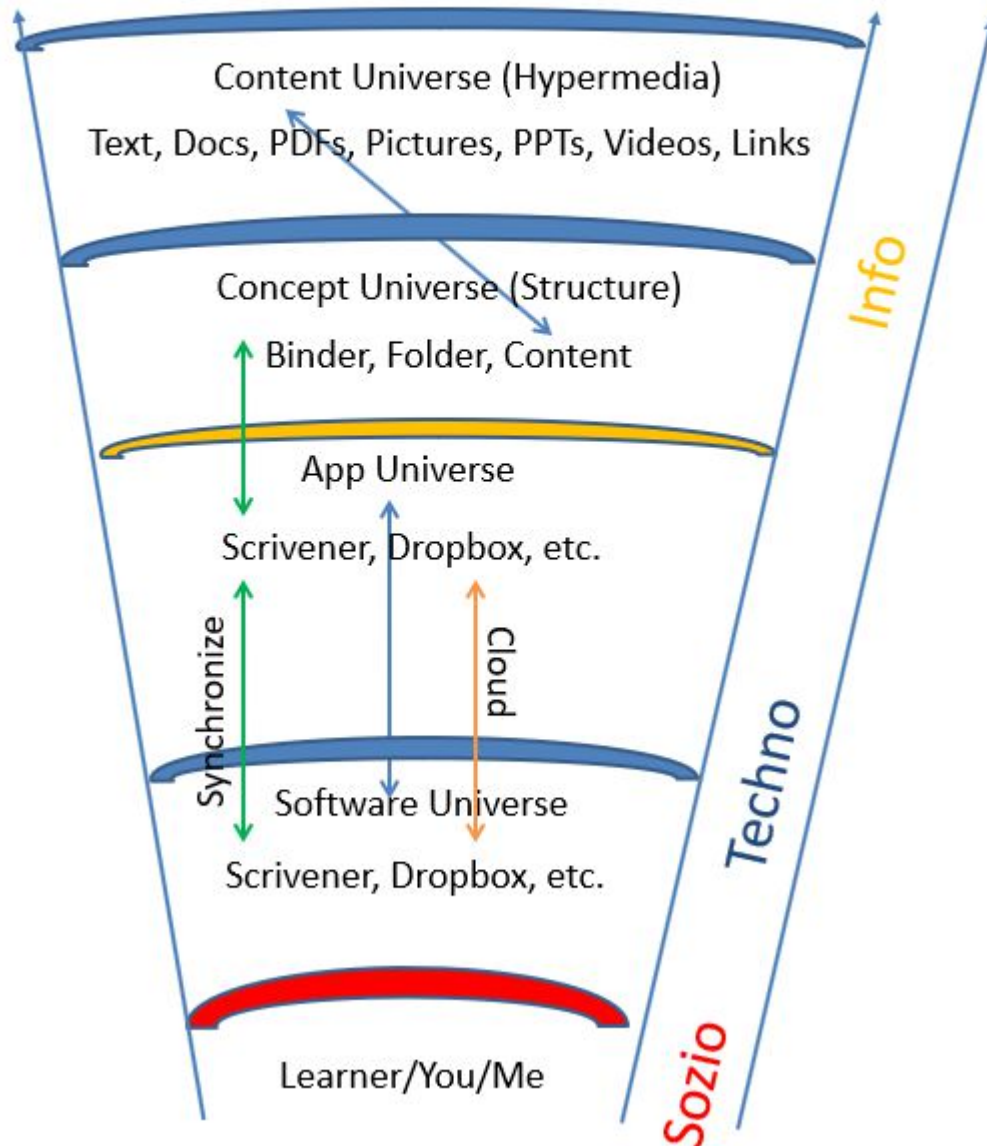 Content Universe (Hypermedia)
Text, Docs, PDFs, Pictures, PPTs, Videos, Links
Concept Universe (Structure)
Binder, Folder, Content
App Universe
Scrivener, Dropbox, etc.
Synchronize
Cloud
Software Universe
Scrivener, Dropbox, etc.
Learner/You/Me
Info
Techno
Sozio